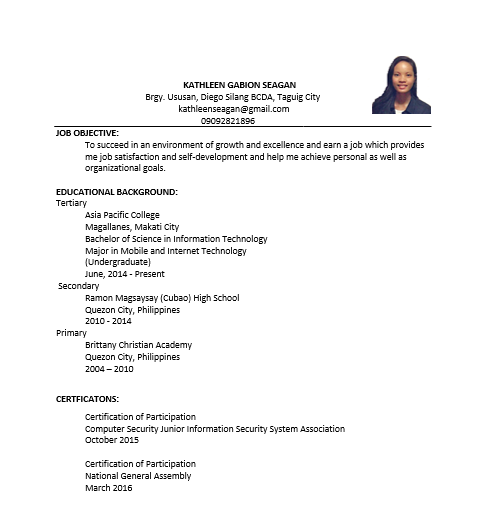 KATHLEEN GABION SEAGAN
Brgy. Ususan, Diego Silang BCDA, Taguig City
kathleenseagan@gmail.com
09092821896
JOB OBJECTIVE:
To succeed in an environment of growth and excellence and earn a job which provides
me job satisfaction and self-development and help me achieve personal as well as
organizational goals.
EDUCATIONAL BACKGROUND:
Tertiary
Asia Pacific College
Magallanes, Makati City
Bachelor of Science in Information Technology
Major in Mobile and Internet Technology
(Undergraduate)
June, 2014 - Present
Secondary
Ramon Magsaysay (Cubao) High School
Quezon City, Philippines
2010 - 2014
Primary
Brittany Christian Academy
Quezon City, Philippines
2004 – 2010
CERTFICATONS:
Certification of Participation
Computer Security Junior Information Security System Association
October 2015
Certification of Participation
National General Assembly
March 2016